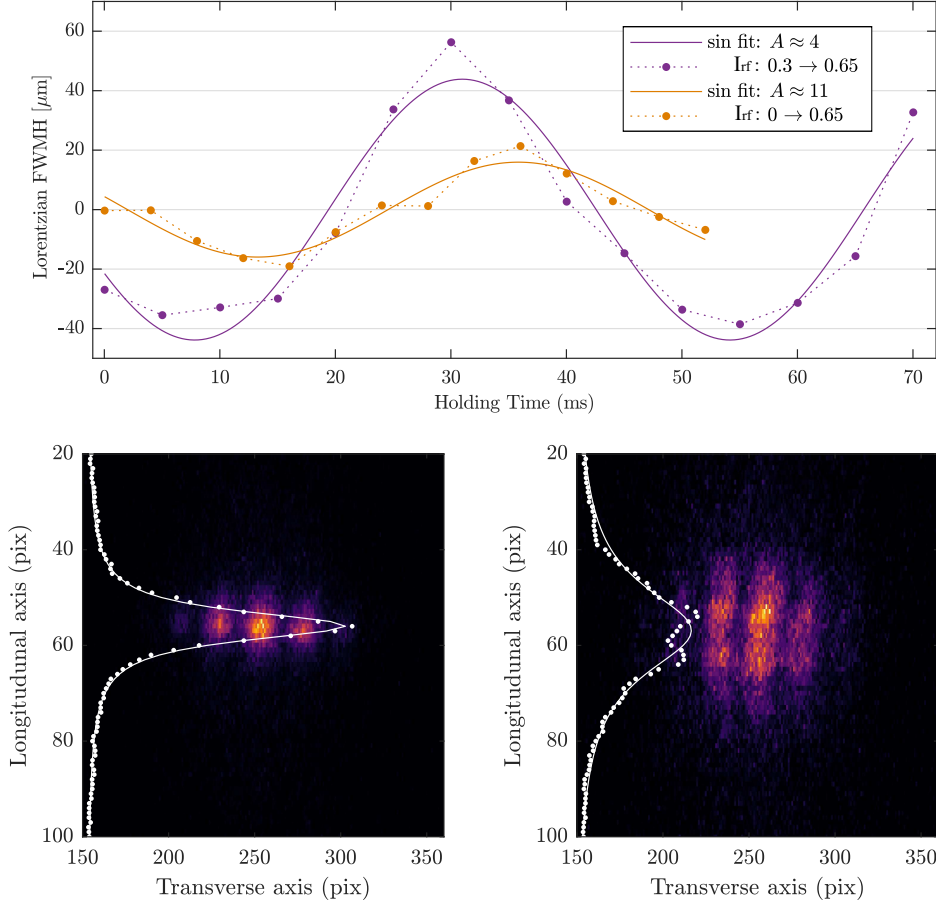 Lorentzian FWMH [μm]
60
40
20
0
-20
-40
sin fit: A ≈ 4
Irf: 0.3 → 0.65
sin fit: A ≈ 11
Irf: 0 → 0.65
0 10 20 30 40 50 60 70
Holding Time (ms)
Longitudunal axis (pix)
20
40
60
80
100
150 200 250 300 350
Transverse axis (pix)
Longitudunal axis (pix)
20
40
60
80
100
150 200 250 300 350
Transverse axis (pix)